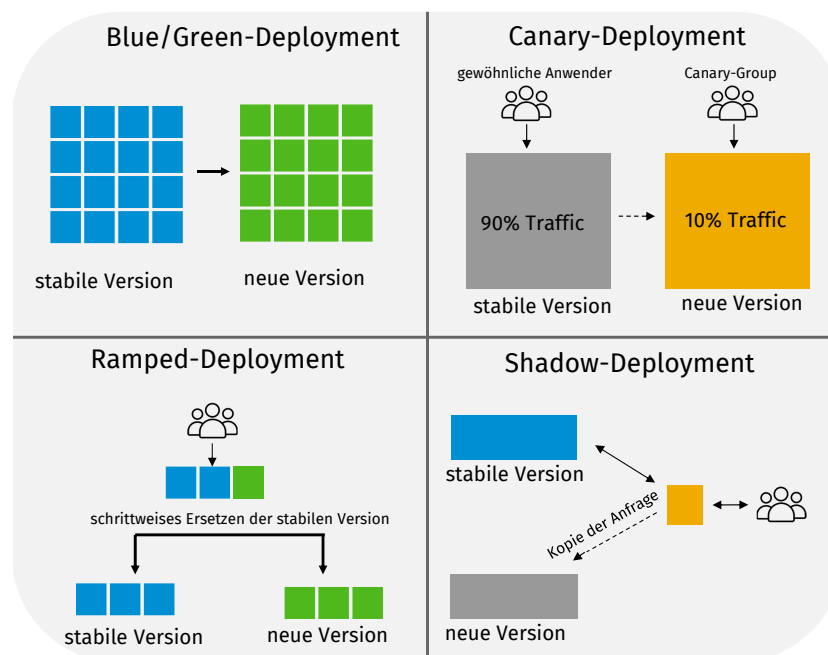 Blue/Green-Deployment
stabile Version
neue Version
Canary-Deployment
gewöhnliche Anwender
Canary-Group
90% Traffic
10% Traffic
stabile Version
neue Version
Ramped-Deployment
schrittweises Ersetzen der stabilen Version
stabile Version
neue Version
Shadow-Deployment
stabile Version
Kopie der Anfrage
neue Version